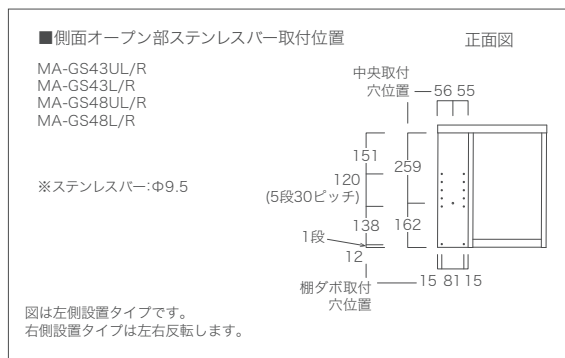 ■側面オープン部ステンレスバー取付位置
正面図
MA-GS43UL/R
MA-GS43L/R
MA-GS48UL/R
MA-GS48L/R
※ステンレスバー:Φ9.5
中央取付
穴位置
56 55
151
259
120
(5段30ピッチ)
138
162
1段
12
棚ダボ取付
穴位置
15 81 15
図は左側設置タイプです。
右側設置タイプは左右反転します。